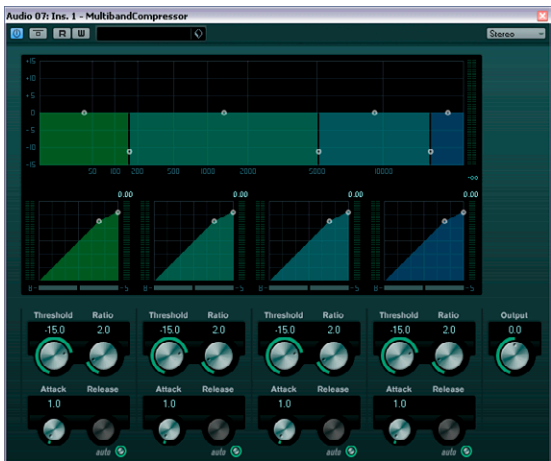 Audio 07: Ins. 1 - MultibandCompressor
R W Stereo
+15
+10
+5
0
-5
-10
-15
50 100 200 500 1000 2000 5000 10000
-∞
0.00 0.00 0.00 0.00
B - S B - S B - S B - S
Threshold Ratio Threshold Ratio Threshold Ratio Threshold Ratio Output
-15.0 2.0 -15.0 2.0 -15.0 2.0 -15.0 2.0 0.0
Attack Release Attack Release Attack Release Attack Release
1.0 1.0 1.0 1.0
auto auto auto auto